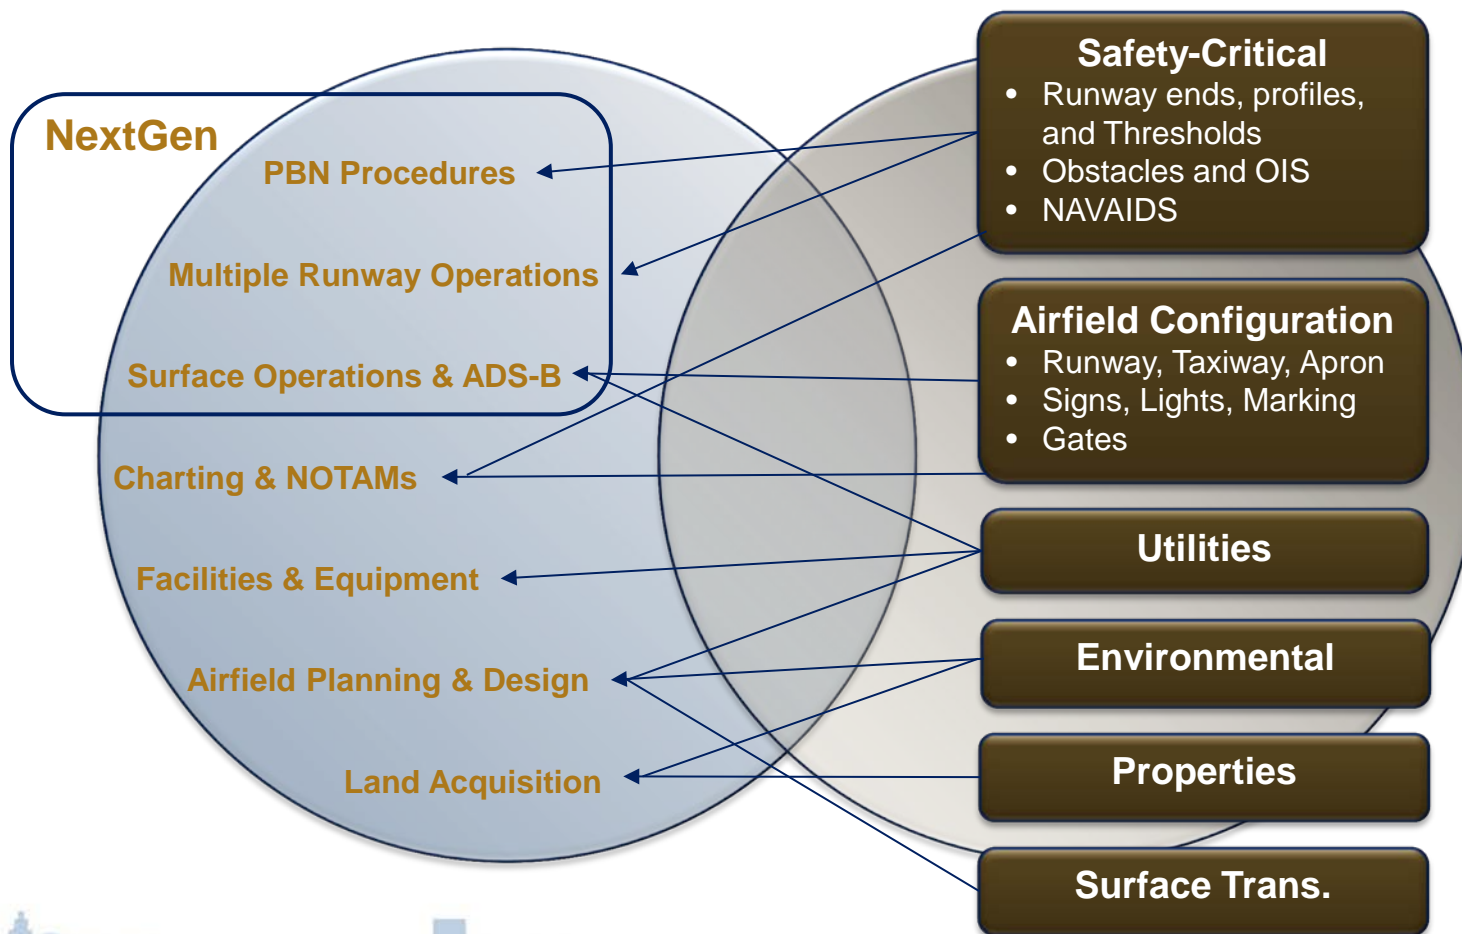 NextGen
PBN Procedures
Multiple Runway Operations
Surface Operations & ADS-B
Charting & NOTAMs
Facilities & Equipment
Airfield Planning & Design
Land Acquisition
Safety-Critical
• Runway ends, profiles,
and Thresholds
• Obstacles and OIS
• NAVAIDS
Airfield Configuration
• Runway, Taxiway, Apron
• Signs, Lights, Marking
• Gates
Utilities
Environmental
Properties
Surface Trans.